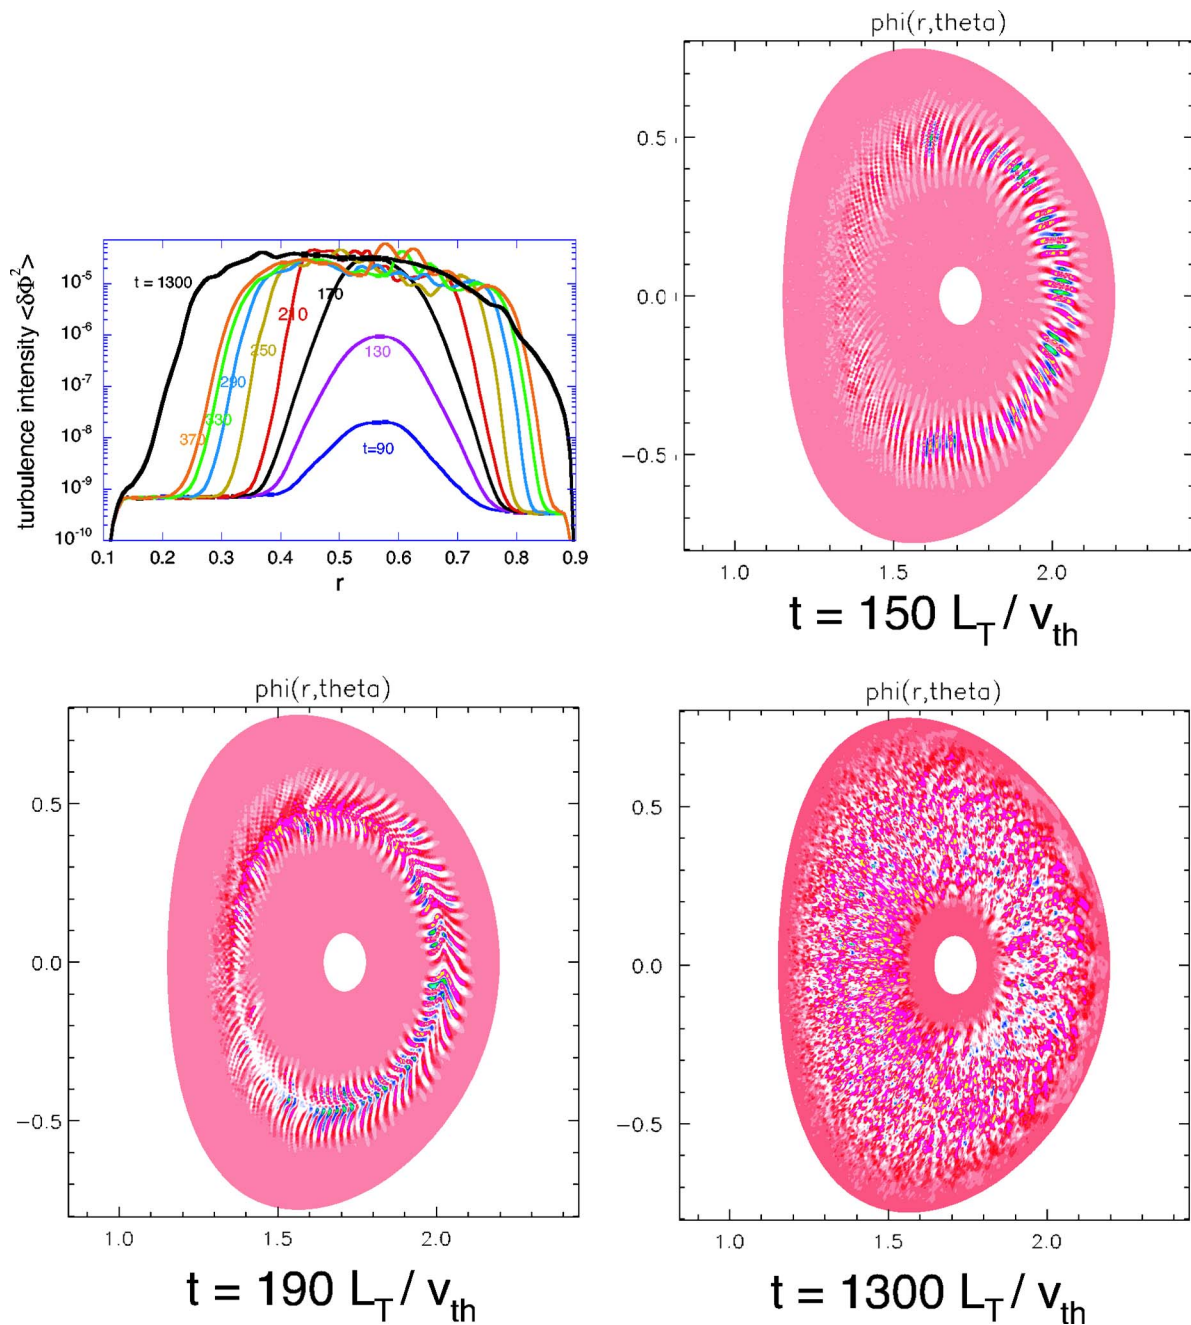 turbulence intensity <δΦ²>
10⁻⁵
10⁻⁶
10⁻⁷
10⁻⁸
10⁻⁹
10⁻¹⁰
t = 1300
170
210
250
130
290
330
370
t=90
0.1 0.2 0.3 0.4 0.5 0.6 0.7 0.8 0.9
r
phi(r,theta)
0.5
0.0
−0.5
1.0 1.5 2.0
t = 150 L_T / v_th
phi(r,theta)
0.5
0.0
−0.5
1.0 1.5 2.0
t = 190 L_T / v_th
phi(r,theta)
0.5
0.0
−0.5
1.0 1.5 2.0
t = 1300 L_T / v_th